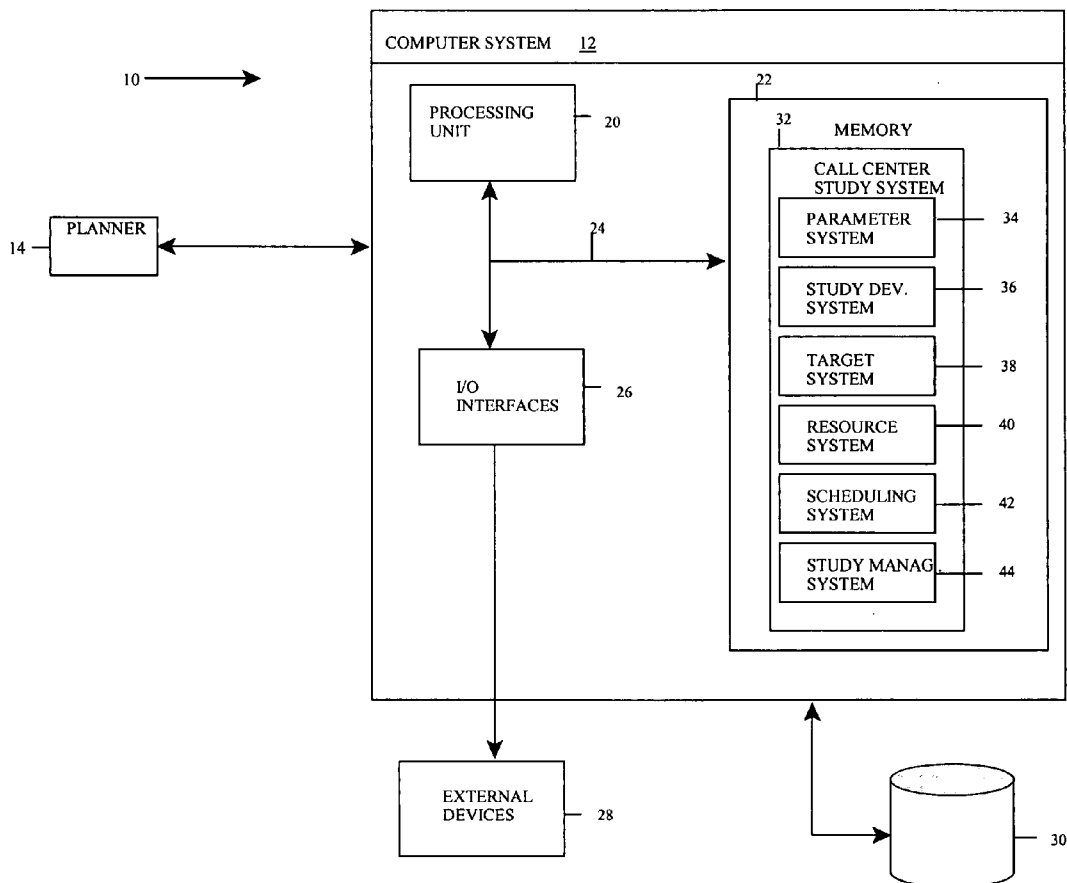 COMPUTER SYSTEM 12
10
PROCESSING
UNIT
20
22
MEMORY
32
CALL CENTER
STUDY SYSTEM
PARAMETER
SYSTEM
34
14
PLANNER
24
STUDY DEV.
SYSTEM
36
I/O
INTERFACES
26
TARGET
SYSTEM
38
RESOURCE
SYSTEM
40
SCHEDULING
SYSTEM
42
STUDY MANAG.
SYSTEM
44
EXTERNAL
DEVICES
28
30